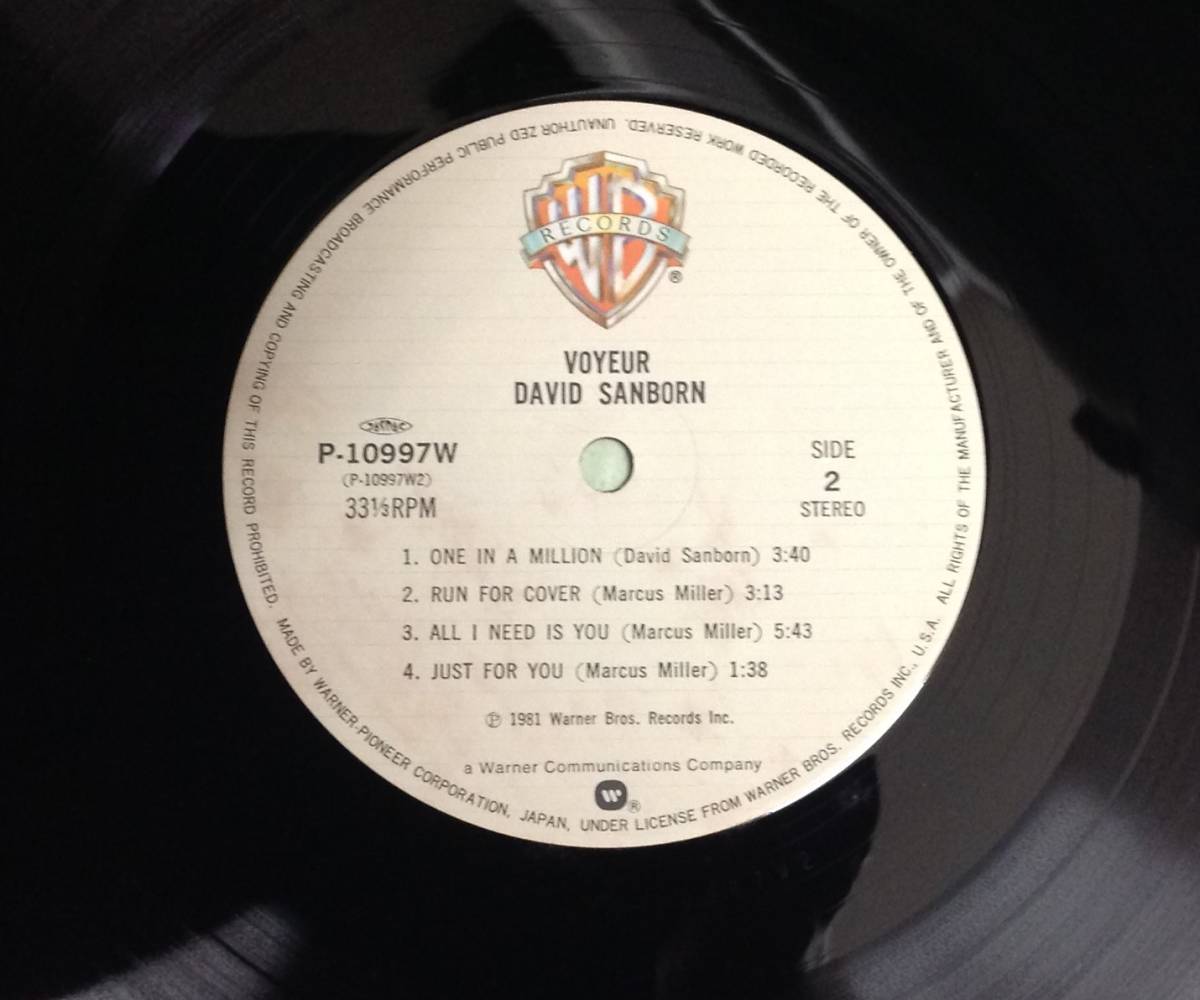 WB
RECORDS
®
VOYEUR
DAVID SANBORN
P-10997W
(P-10997W2)
33⅓RPM
SIDE
2
STEREO
1. ONE IN A MILLION (David Sanborn) 3:40
2. RUN FOR COVER (Marcus Miller) 3:13
3. ALL I NEED IS YOU (Marcus Miller) 5:43
4. JUST FOR YOU (Marcus Miller) 1:38
Ⓟ 1981 Warner Bros. Records Inc.
a Warner Communications Company
W®
MADE BY WARNER-PIONEER CORPORATION, JAPAN, UNDER LICENSE FROM WARNER BROS. RECORDS INC., U.S.A. ALL RIGHTS OF THE MANUFACTURER AND OF THE OWNER OF THE RECORDED WORK RESERVED. UNAUTHOR ZED PUBLIC PERFORMANCE BROADCASTING AND COPYING OF THIS RECORD PROHIBITED.